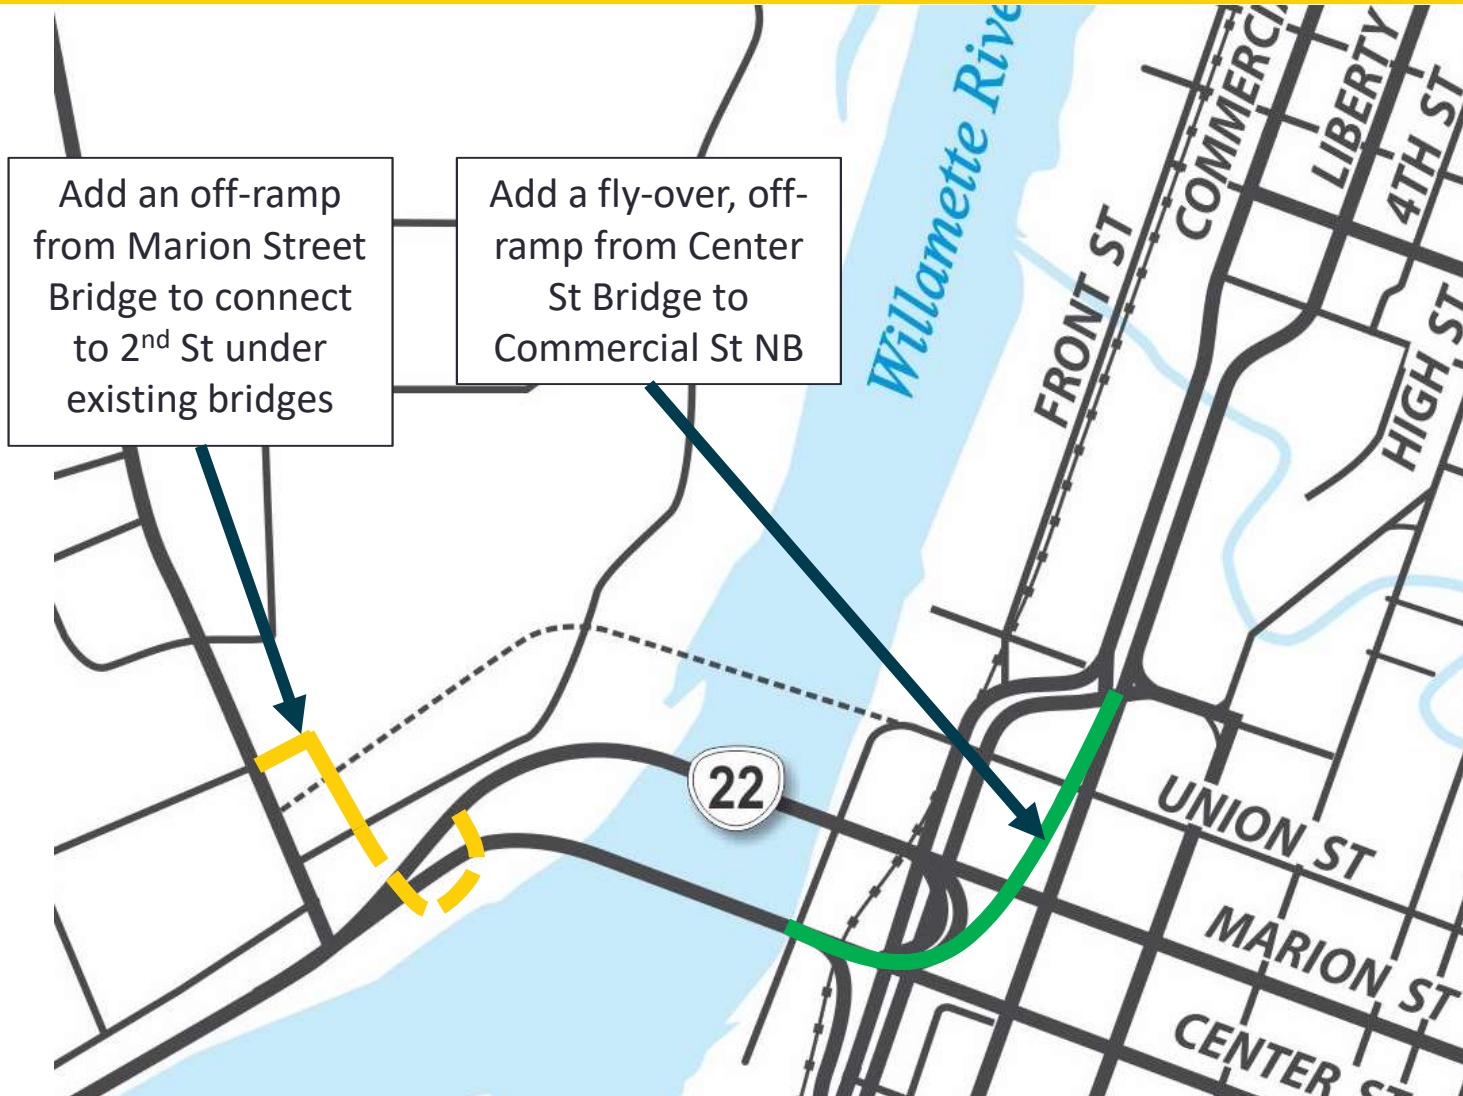 Add an off-ramp
from Marion Street
Bridge to connect
to 2nd St under
existing bridges
Add a fly-over, off-
ramp from Center
St Bridge to
Commercial St NB
Willamette Rive
FRONT ST
COMMERCI
LIBERTY
4TH ST
HIGH ST
22
UNION ST
MARION ST
CENTER ST